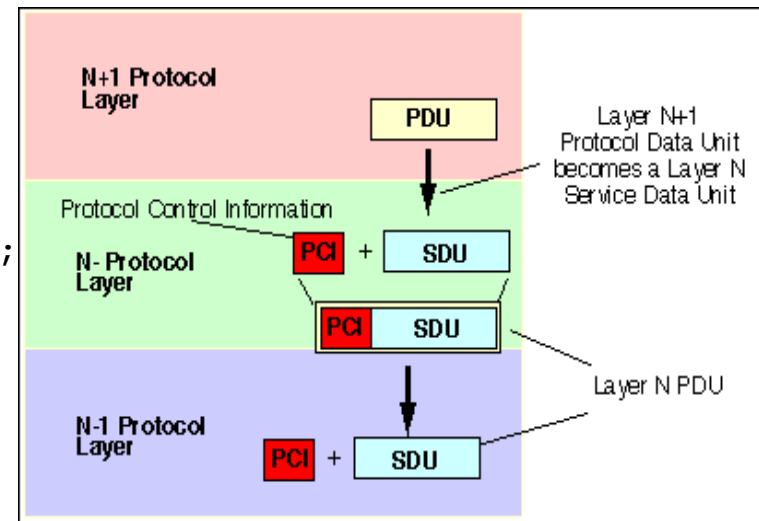 N+1 Protocol
Layer
PDU
Layer N+1
Protocol Data Unit
becomes a Layer N
Service Data Unit
Protocol Control Information
;
N- Protocol
Layer
PCI + SDU
PCI SDU
Layer N PDU
N-1 Protocol
Layer
PCI + SDU